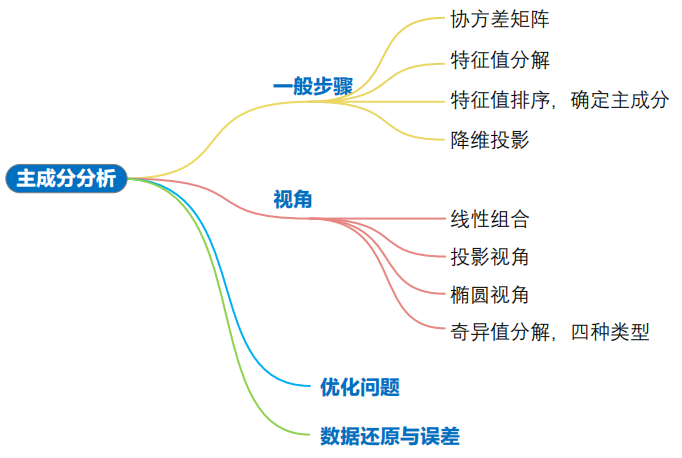 主成分分析
一般步骤
协方差矩阵
特征值分解
特征值排序，确定主成分
降维投影
视角
线性组合
投影视角
椭圆视角
奇异值分解，四种类型
优化问题
数据还原与误差